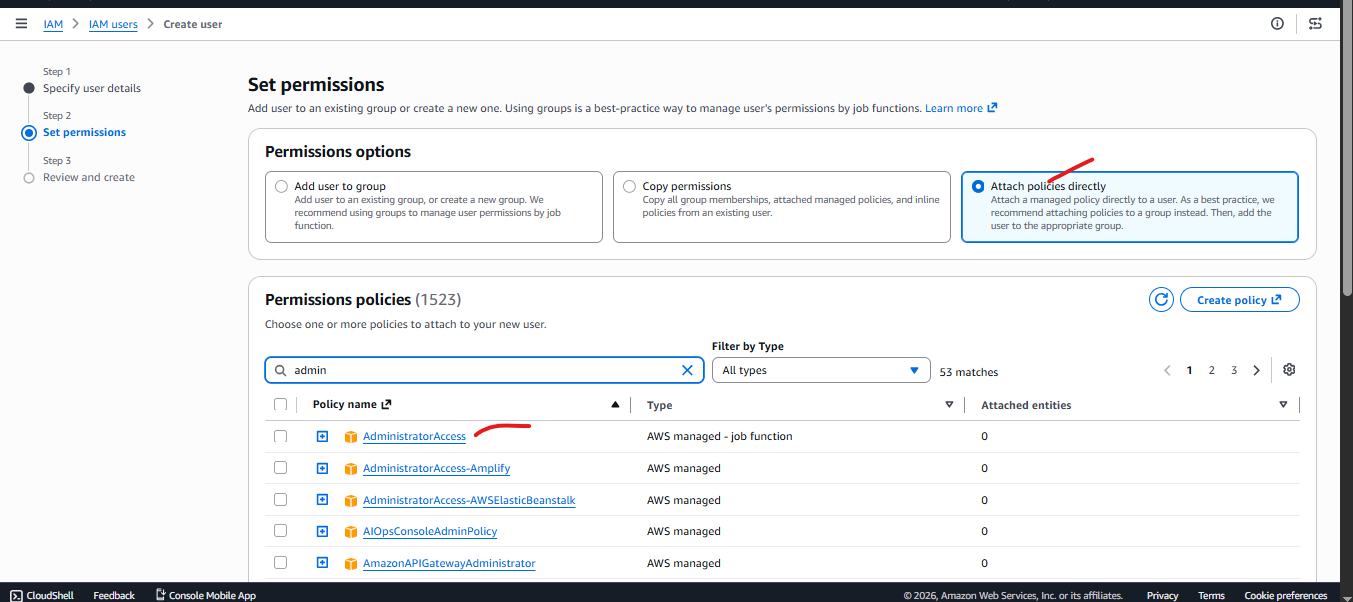 IAM > IAM users > Create user
Step 1
Specify user details
Step 2
Set permissions
Step 3
Review and create
Set permissions
Add user to an existing group or create a new one. Using groups is a best-practice way to manage user's permissions by job functions. Learn more
Permissions options
Add user to group
Add user to an existing group, or create a new group. We
recommend using groups to manage user permissions by job
function.
Copy permissions
Copy all group memberships, attached managed policies, and inline
policies from an existing user.
Attach policies directly
Attach a managed policy directly to a user. As a best practice, we
recommend attaching policies to a group instead. Then, add the
user to the appropriate group.
Permissions policies (1523)
Create policy
Choose one or more policies to attach to your new user.
Filter by Type
admin
All types
53 matches
1 2 3
Policy name Type Attached entities
AdministratorAccess AWS managed - job function 0
AdministratorAccess-Amplify AWS managed 0
AdministratorAccess-AWSElasticBeanstalk AWS managed 0
AIOpsConsoleAdminPolicy AWS managed 0
AmazonAPIGatewayAdministrator AWS managed 0
CloudShell Feedback Console Mobile App © 2026, Amazon Web Services, Inc. or its affiliates. Privacy Terms Cookie preferences